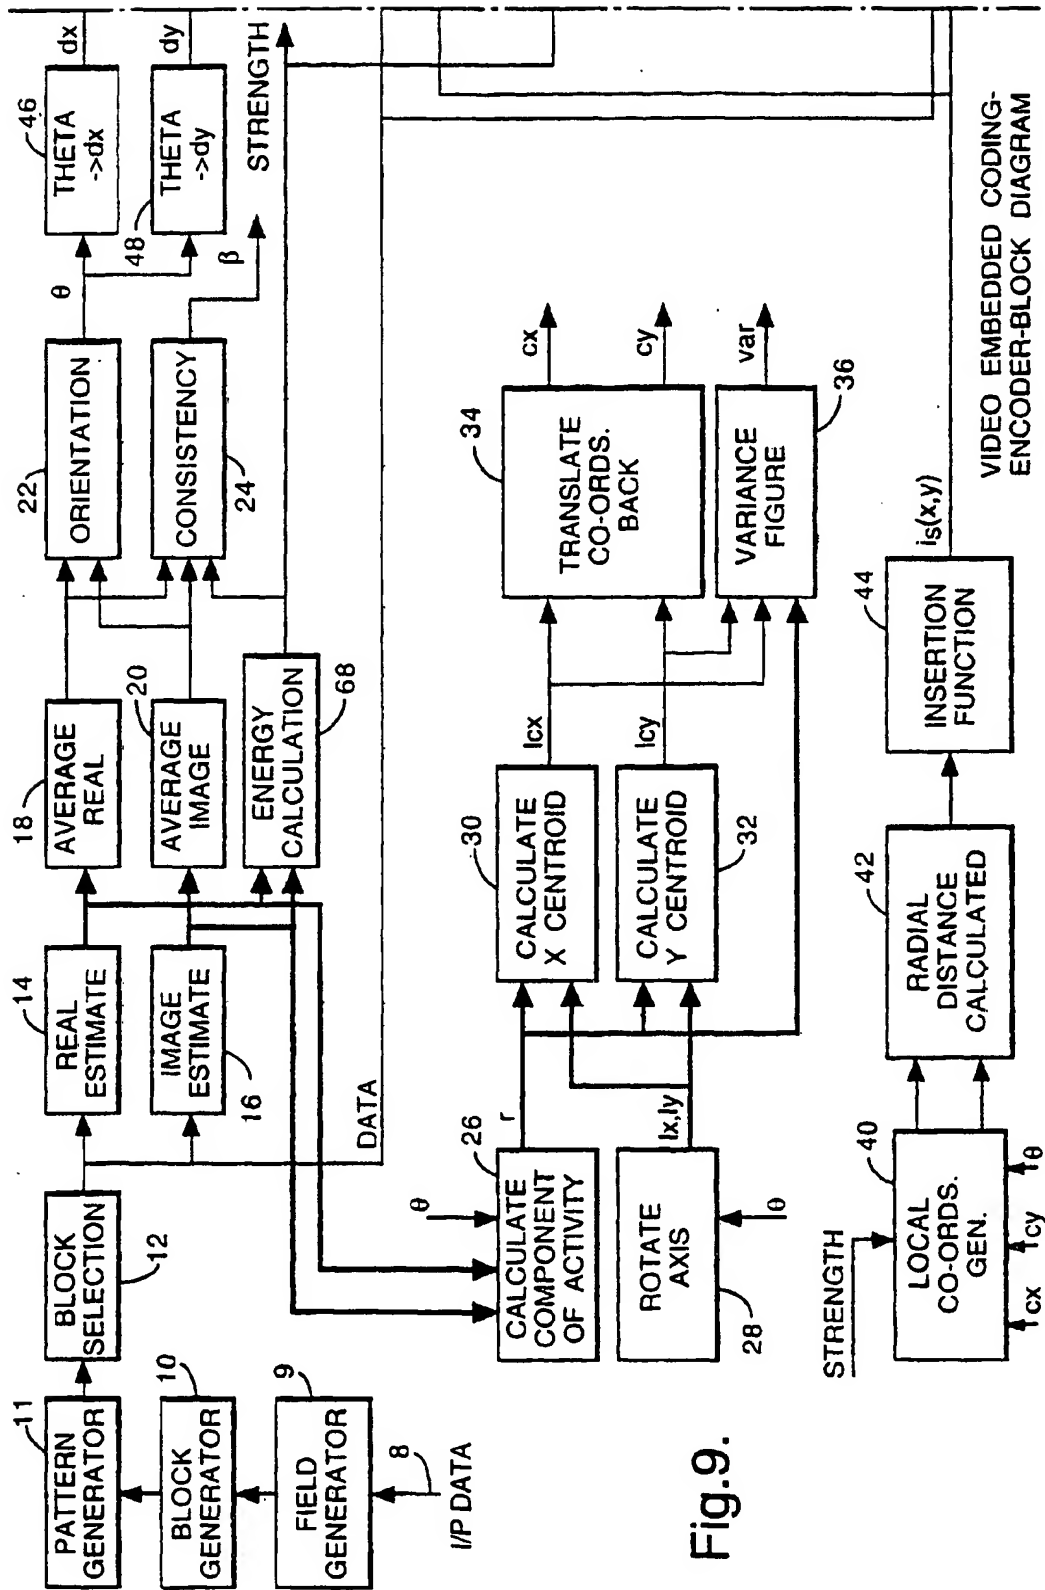 11
PATTERN
GENERATOR
10
BLOCK
GENERATOR
9
FIELD
GENERATOR
8
I/P DATA
BLOCK
SELECTION
12
14
REAL
ESTIMATE
IMAGE
ESTIMATE
16
DATA
18
AVERAGE
REAL
20
AVERAGE
IMAGE
ENERGY
CALCULATION
68
22
ORIENTATION
CONSISTENCY
24
θ
β
46
THETA
->dx
48
THETA
->dy
dx
dy
STRENGTH
θ
26
CALCULATE
COMPONENT
OF ACTIVITY
r
ROTATE
AXIS
28
θ
lx,ly
30
CALCULATE
X CENTROID
CALCULATE
Y CENTROID
32
lcx
lcy
34
TRANSLATE
CO-ORDS.
BACK
VARIANCE
FIGURE
36
cx
cy
var
STRENGTH
40
LOCAL
CO-ORDS.
GEN.
cx
cy
θ
42
RADIAL
DISTANCE
CALCULATED
44
INSERTION
FUNCTION
is(x,y)
VIDEO EMBEDDED CODING-
ENCODER-BLOCK DIAGRAM
Fig.9.